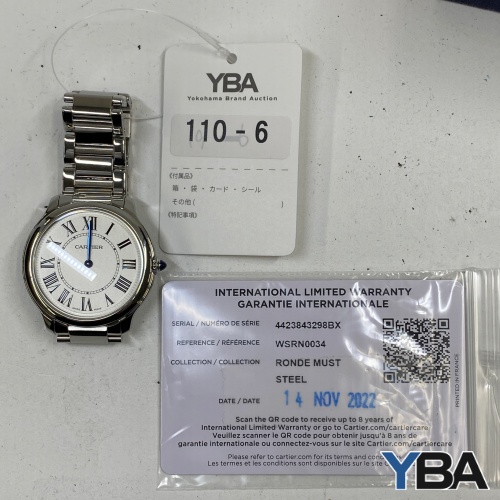 YBA
Yokohama Brand Auction
110-6
《付属品》
箱・袋・カード・シール
その他( )
《特記事項》
XII
CARTIER
INTERNATIONAL LIMITED WARRANTY
GARANTIE INTERNATIONALE
SERIAL / NUMÉRO DE SÉRIE 4423843298BX
REFERENCE / RÉFÉRENCE WSRN0034
COLLECTION / COLLECTION RONDE MUST
STEEL
DATE / DATE 14 NOV 2022
Scan the QR code to receive up to 8 years of
International Limited Warranty or go to Cartier.com/cartiercare
Veuillez scanner le QR code pour obtenir jusqu'à 8 ans de
garantie internationale ou connectez-vous sur le site Cartier.com/cartiercare
Please refer to cartier.com for its terms and conditions
Les termes et les conditions sont disponibles sur le site
PRINTED IN FRANCE
YBA